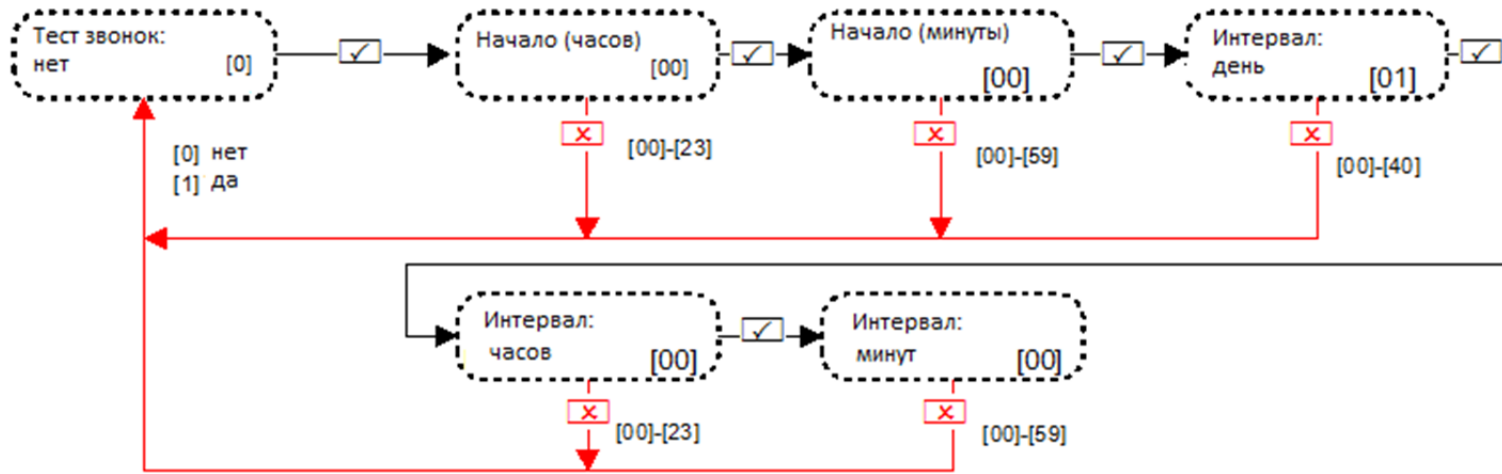 Тест звонок:
нет [0]
Начало (часов)
[00]
Начало (минуты)
[00]
Интервал:
день [01]
[0] нет
[1] да
[00]-[23]
[00]-[59]
[00]-[40]
Интервал:
часов [00]
Интервал:
минут [00]
[00]-[23]
[00]-[59]